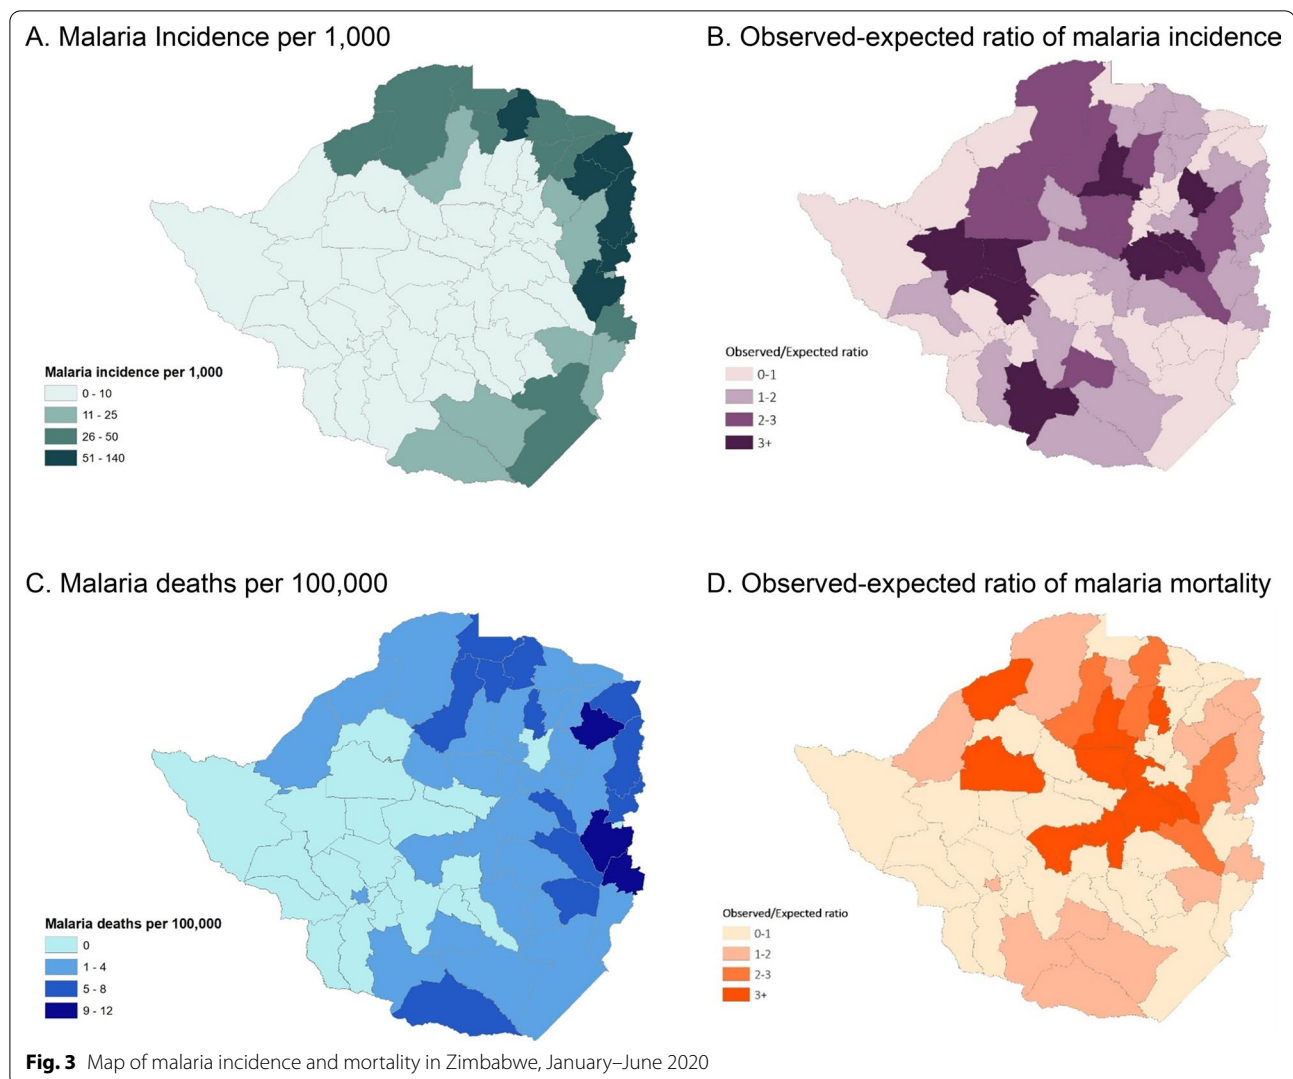 A. Malaria Incidence per 1,000
B. Observed-expected ratio of malaria incidence
Malaria incidence per 1,000
0 - 10
11 - 25
26 - 50
51 - 140
Observed/Expected ratio
0-1
1-2
2-3
3+
C. Malaria deaths per 100,000
D. Observed-expected ratio of malaria mortality
Malaria deaths per 100,000
0
1 - 4
5 - 8
9 - 12
Observed/Expected ratio
0-1
1-2
2-3
3+
Fig. 3 Map of malaria incidence and mortality in Zimbabwe, January–June 2020